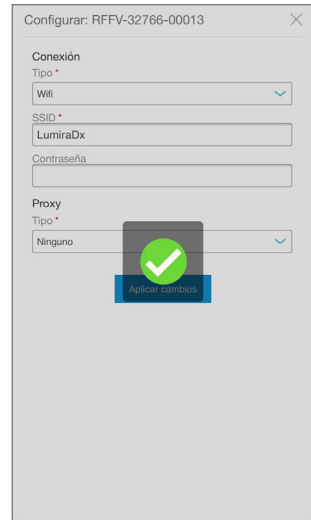 Configurar: RFFV-32766-00013
Conexión
Tipo *
Wifi
SSID *
LumiraDx
Contraseña
Proxy
Tipo *
Ninguno
Aplicar cambios